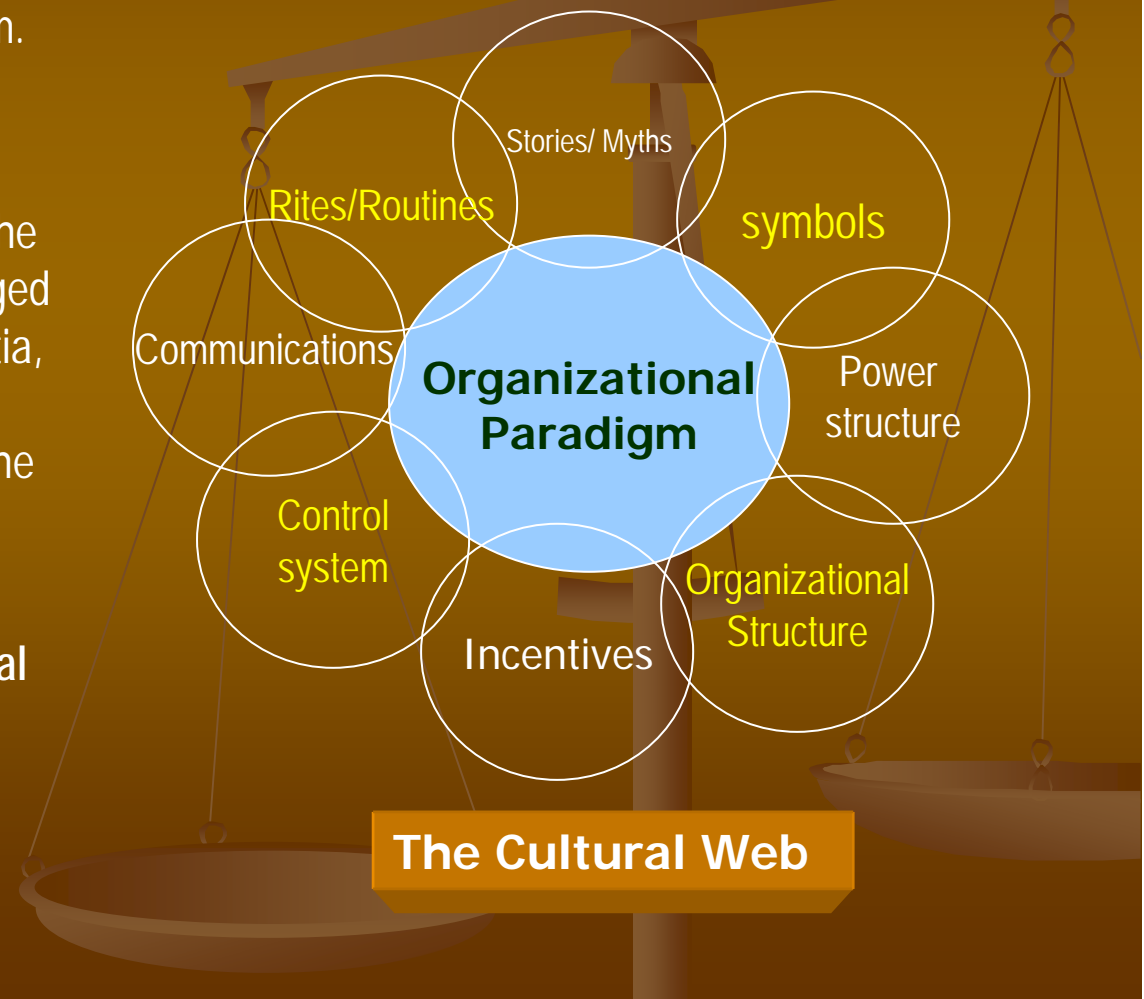 Stories/ Myths
Rites/Routines
symbols
Communications
Organizational
Paradigm
Power
structure
Control
system
Organizational
Structure
Incentives
The Cultural Web